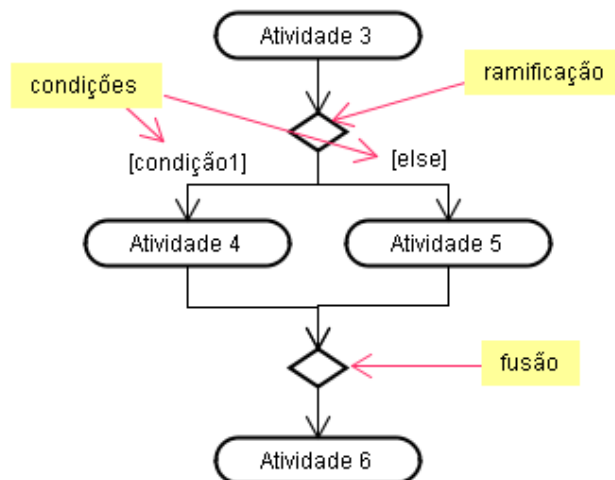 Atividade 3
condições
ramificação
[condição1]
[else]
Atividade 4
Atividade 5
fusão
Atividade 6